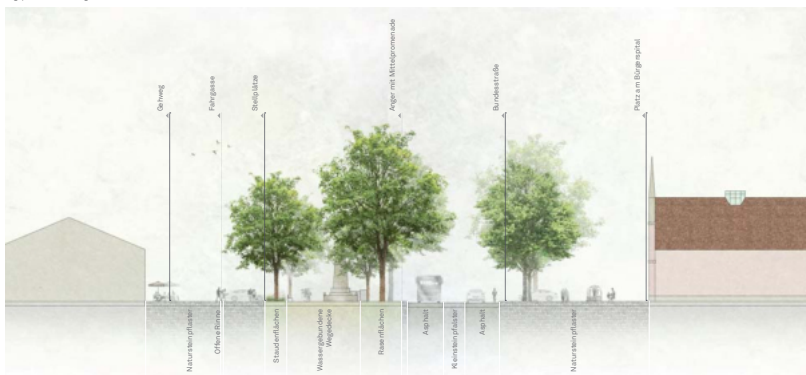 Gehweg
Fahrgasse
Stellplätze
Anger mit Mittelpromenade
Bundesstraße
Platz am Bürgerspital
Natursteinpflaster
Offene Rinne
Staudenflächen
Wassergebundene
Wegedecke
Rasenflächen
Asphalt
Kleinsteinpflaster
Asphalt
Natursteinpflaster